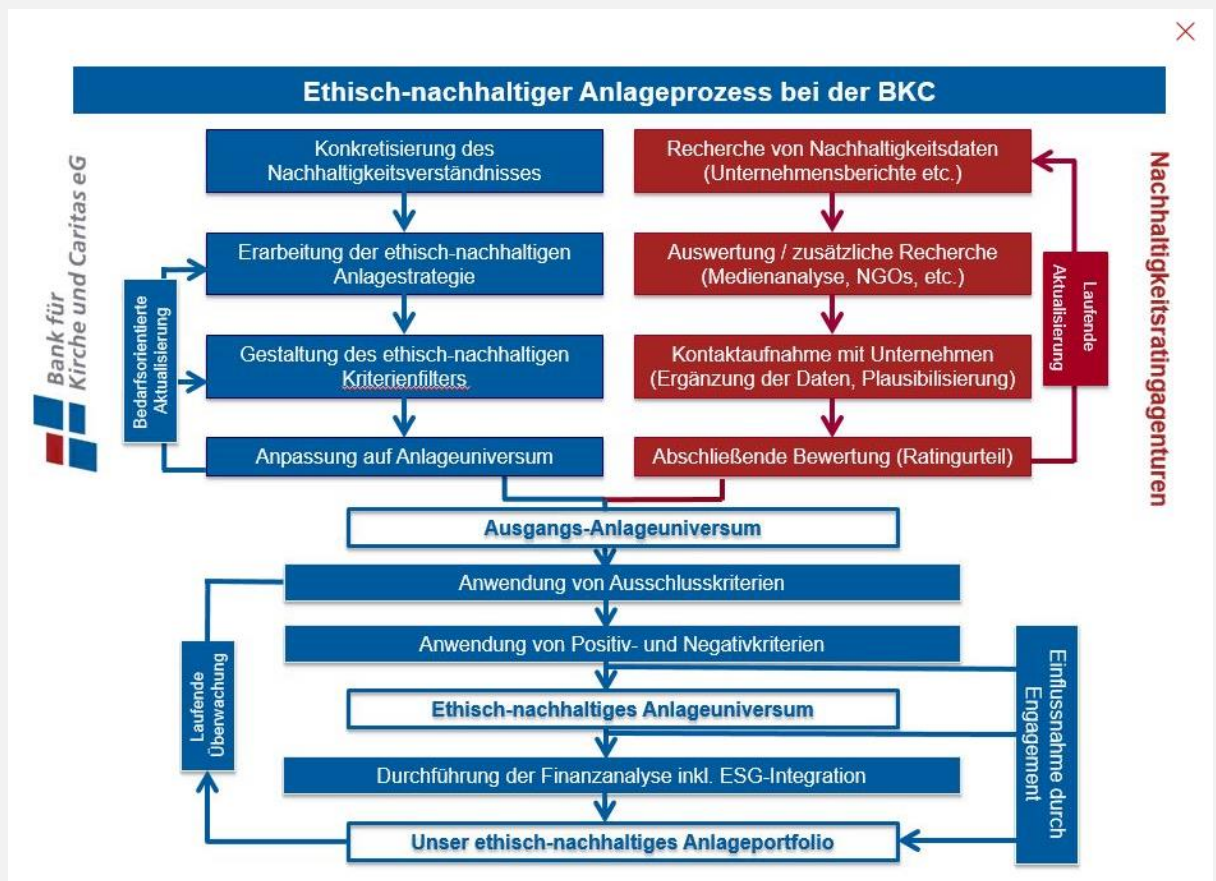 Ethisch-nachhaltiger Anlageprozess bei der BKC
Bank für
Kirche und Caritas eG
Konkretisierung des
Nachhaltigkeitsverständnisses
Erarbeitung der ethisch-nachhaltigen
Anlagestrategie
Gestaltung des ethisch-nachhaltigen
Kriterienfilters
Anpassung auf Anlageuniversum
Bedarfsorientierte
Aktualisierung
Recherche von Nachhaltigkeitsdaten
(Unternehmensberichte etc.)
Auswertung / zusätzliche Recherche
(Medienanalyse, NGOs, etc.)
Kontaktaufnahme mit Unternehmen
(Ergänzung der Daten, Plausibilisierung)
Abschließende Bewertung (Ratingurteil)
Laufende
Aktualisierung
Nachhaltigkeitsratingagenturen
Ausgangs-Anlageuniversum
Anwendung von Ausschlusskriterien
Anwendung von Positiv- und Negativkriterien
Ethisch-nachhaltiges Anlageuniversum
Durchführung der Finanzanalyse inkl. ESG-Integration
Unser ethisch-nachhaltiges Anlageportfolio
Laufende
Überwachung
Einflussnahme durch
Engagement